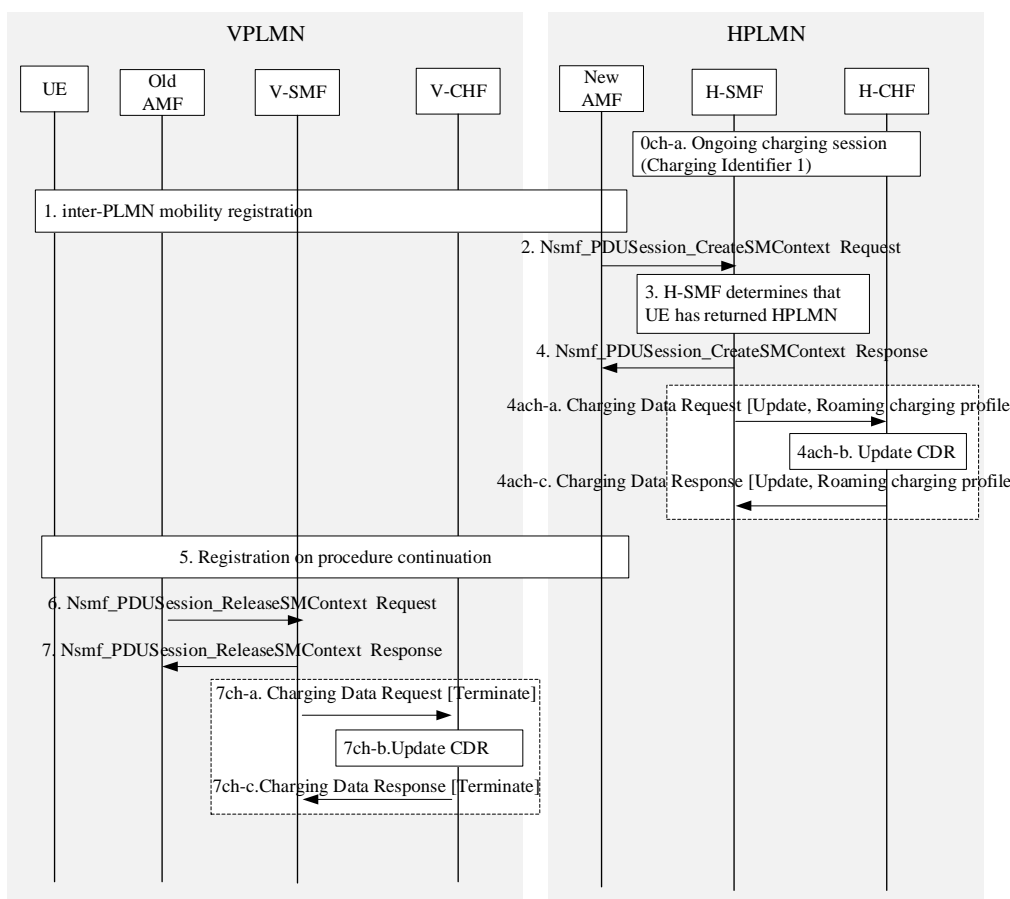 VPLMN
HPLMN
UE
Old
AMF
V-SMF
V-CHF
New
AMF
H-SMF
H-CHF
0ch-a. Ongoing charging session
(Charging Identifier 1)
1. inter-PLMN mobility registration
2. Nsmf_PDUSession_CreateSMContext Request
3. H-SMF determines that
UE has returned HPLMN
4. Nsmf_PDUSession_CreateSMContext Response
4ach-a. Charging Data Request [Update, Roaming charging profile
4ach-b. Update CDR
4ach-c. Charging Data Response [Update, Roaming charging profile
5. Registration on procedure continuation
6. Nsmf_PDUSession_ReleaseSMContext Request
7. Nsmf_PDUSession_ReleaseSMContext Response
7ch-a. Charging Data Request [Terminate]
7ch-b.Update CDR
7ch-c.Charging Data Response [Terminate]